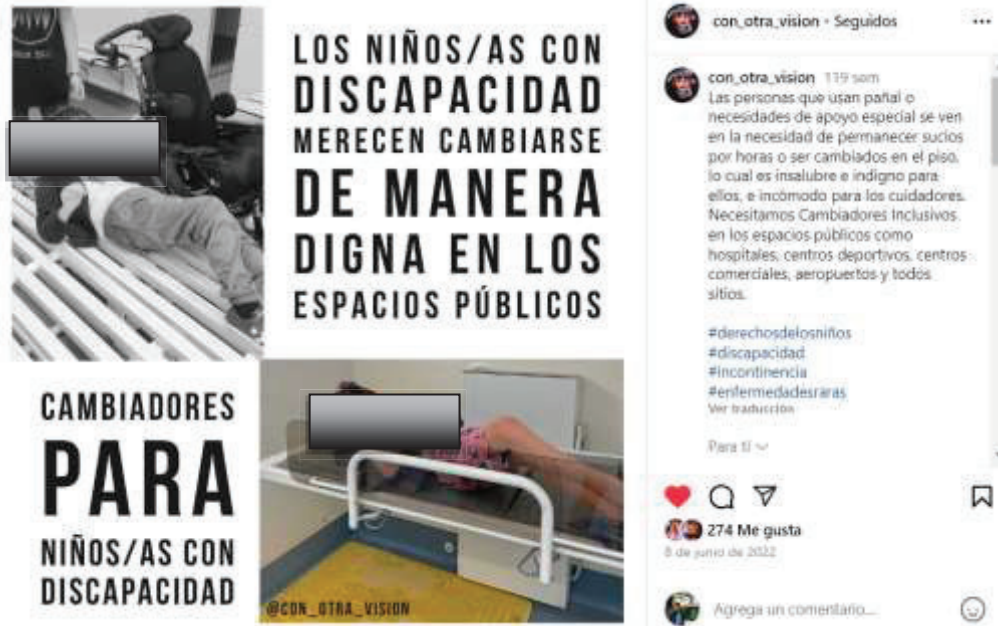 LOS NIÑOS/AS CON
DISCAPACIDAD
MERECEN CAMBIARSE
DE MANERA
DIGNA EN LOS
ESPACIOS PÚBLICOS
CAMBIADORES
PARA
NIÑOS/AS CON
DISCAPACIDAD
@CON_OTRA_VISION
con_otra_vision • Seguidos
con_otra_vision 119 sem
Las personas que usan pañal o
necesidades de apoyo especial se ven
en la necesidad de permanecer sucios
por horas o ser cambiados en el piso,
lo cual es insalubre e indigno para
ellos, e incómodo para los cuidadores.
Necesitamos Cambiadores Inclusivos
en los espacios públicos como
hospitales, centros deportivos, centros
comerciales, aeropuertos y todos
sitios.
#derechosdelosniños
#discapacidad
#incontinencia
#enfermedadesraras
Ver traducción
Para ti
274 Me gusta
8 de junio de 2022
Agrega un comentario...